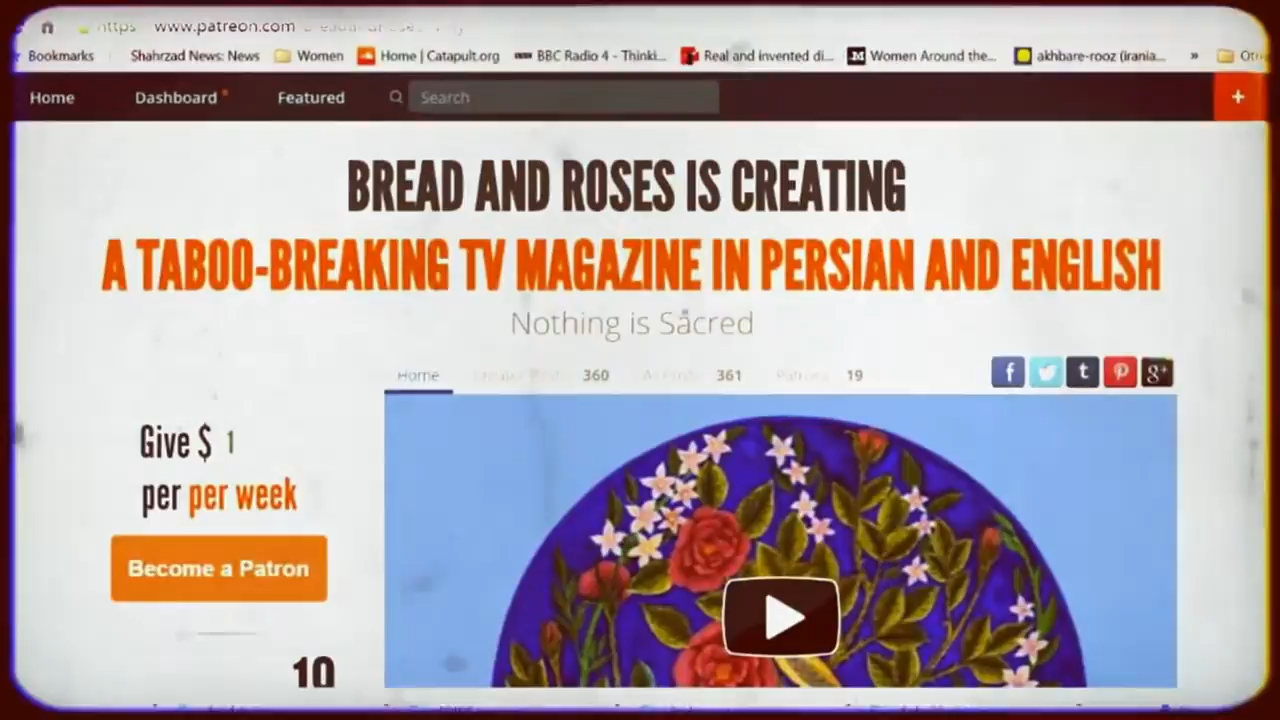 https www.patreon.com
Bookmarks Shahrzad News: News Women Home | Catapult.org BBC Radio 4 - Thinki... Real and invented di... Women Around the... akhbare-rooz (irania... »
Home Dashboard Featured Search +
BREAD AND ROSES IS CREATING
A TABOO-BREAKING TV MAGAZINE IN PERSIAN AND ENGLISH
Nothing is Sacred
Home 360 361 19
f t g+
Give $ 1
per per week
Become a Patron
10